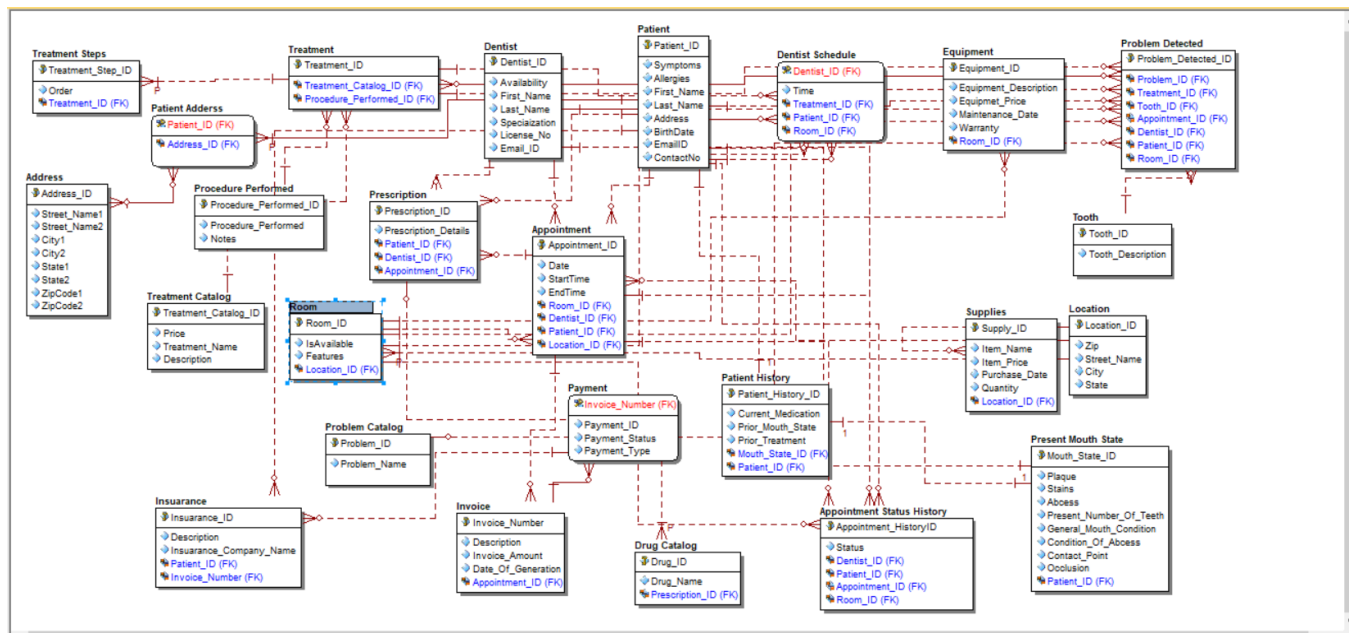 Treatment Steps
Treatment_Step_ID
Order
Treatment_ID (FK)
Treatment
Treatment_ID
Treatment_Catalog_ID (FK)
Procedure_Performed_ID (FK)
Dentist
Dentist_ID
Availability
First_Name
Last_Name
Speciaization
License_No
Email_ID
Patient
Patient_ID
Symptoms
Allergies
First_Name
Last_Name
Address
BirthDate
EmailID
ContactNo
Dentist Schedule
Dentist_ID (FK)
Time
Treatment_ID (FK)
Patient_ID (FK)
Room_ID (FK)
Equipment
Equipment_ID
Equipment_Description
Equipmet_Price
Maintenance_Date
Warranty
Room_ID (FK)
Problem Detected
Problem_Detected_ID
Problem_ID (FK)
Treatment_ID (FK)
Tooth_ID (FK)
Appointment_ID (FK)
Dentist_ID (FK)
Patient_ID (FK)
Room_ID (FK)
Patient Adderss
Patient_ID (FK)
Address_ID (FK)
P
P
Address
Address_ID
Street_Name1
Street_Name2
City1
City2
State1
State2
ZipCode1
ZipCode2
Procedure Performed
Procedure_Performed_ID
Procedure_Performed
Notes
Prescription
Prescription_ID
Prescription_Details
Patient_ID (FK)
Dentist_ID (FK)
Appointment_ID (FK)
Appointment
Appointment_ID
Date
StartTime
EndTime
Room_ID (FK)
Dentist_ID (FK)
Patient_ID (FK)
Location_ID (FK)
Tooth
Tooth_ID
Tooth_Description
Treatment Catalog
Treatment_Catalog_ID
Price
Treatment_Name
Description
Room
Room_ID
IsAvailable
Features
Location_ID (FK)
Supplies
Supply_ID
Item_Name
Item_Price
Purchase_Date
Quantity
Location_ID (FK)
Location
Location_ID
Zip
Street_Name
City
State
Payment
Invoice_Number (FK)
Payment_ID
Payment_Status
Payment_Type
Patient History
Patient_History_ID
Current_Medication
Prior_Mouth_State
Prior_Treatment
Mouth_State_ID (FK)
Patient_ID (FK)
1
1
Problem Catalog
Problem_ID
Problem_Name
Present Mouth State
Mouth_State_ID
Plaque
Stains
Abcess
Present_Number_Of_Teeth
General_Mouth_Condition
Condition_Of_Abcess
Contact_Point
Occlusion
Patient_ID (FK)
Insuarance
Insuarance_ID
Description
Insuarance_Company_Name
Patient_ID (FK)
Invoice_Number (FK)
Invoice
Invoice_Number
Description
Invoice_Amount
Date_Of_Generation
Appointment_ID (FK)
P
Drug Catalog
Drug_ID
Drug_Name
Prescription_ID (FK)
Appointment Status History
Appointment_HistoryID
Status
Dentist_ID (FK)
Patient_ID (FK)
Appointment_ID (FK)
Room_ID (FK)